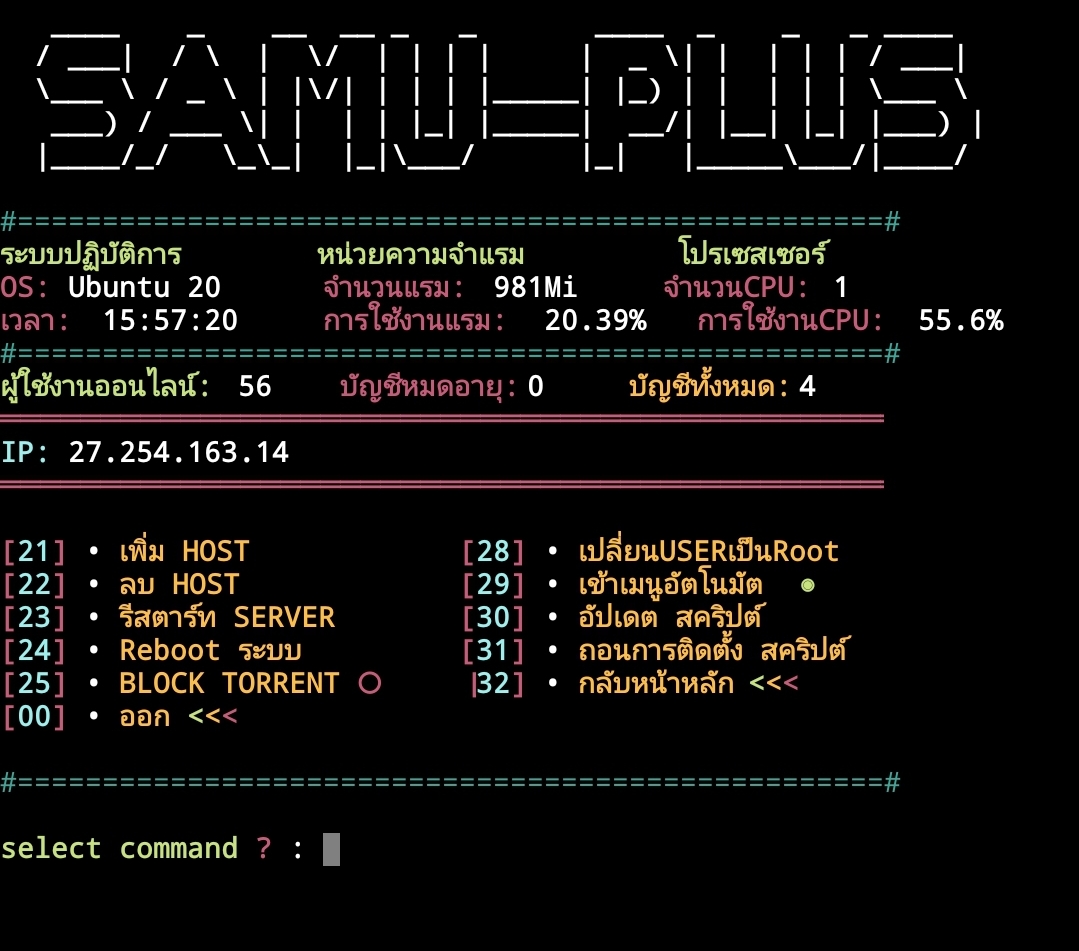 SAMU-PLUS
#===================================================#
ระบบปฏิบัติการ หน่วยความจำแรม โปรเซสเซอร์
OS: Ubuntu 20 จำนวนแรม: 981Mi จำนวนCPU: 1
เวลา: 15:57:20 การใช้งานแรม: 20.39% การใช้งานCPU: 55.6%
#===================================================#
ผู้ใช้งานออนไลน์: 56 บัญชีหมดอายุ: 0 บัญชีทั้งหมด: 4
IP: 27.254.163.14
[21] • เพิ่ม HOST [28] • เปลี่ยนUSERเป็นRoot
[22] • ลบ HOST [29] • เข้าเมนูอัตโนมัต ◉
[23] • รีสตาร์ท SERVER [30] • อัปเดต สคริปต์
[24] • Reboot ระบบ [31] • ถอนการติดตั้ง สคริปต์
[25] • BLOCK TORRENT ○ |32] • กลับหน้าหลัก <<<
[00] • ออก <<<
#===================================================#
select command ? :